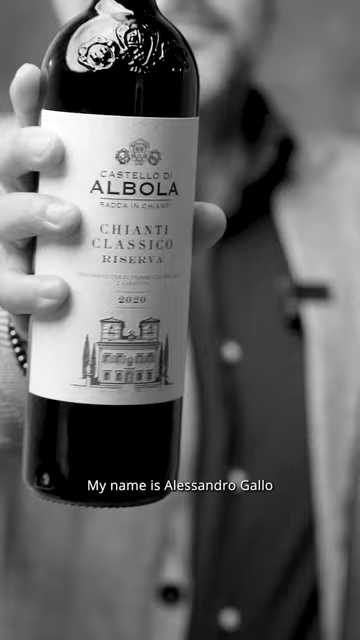 CASTELLO DI
ALBOLA
RADDA IN CHIANTI
CHIANTI
CLASSICO
RISERVA
2020
My name is Alessandro Gallo